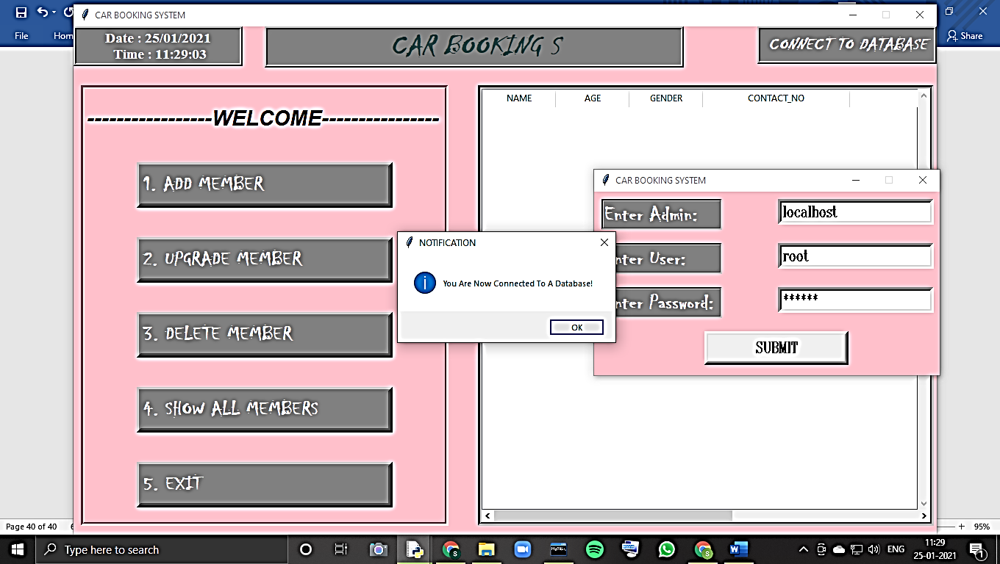 CAR BOOKING SYSTEM
File
Hom
Share
Date : 25/01/2021
Time : 11:29:03
CAR BOOKING S
CONNECT TO DATABASE
-----------------WELCOME----------------
1. ADD MEMBER
2. UPGRADE MEMBER
3. DELETE MEMBER
4. SHOW ALL MEMBERS
5. EXIT
NAME AGE GENDER CONTACT_NO
CAR BOOKING SYSTEM
Enter Admin: localhost
nter User: root
nter Password: ******
SUBMIT
NOTIFICATION
You Are Now Connected To A Database!
OK
Page 40 of 40
95%
Type here to search
ENG
11:29
25-01-2021
1